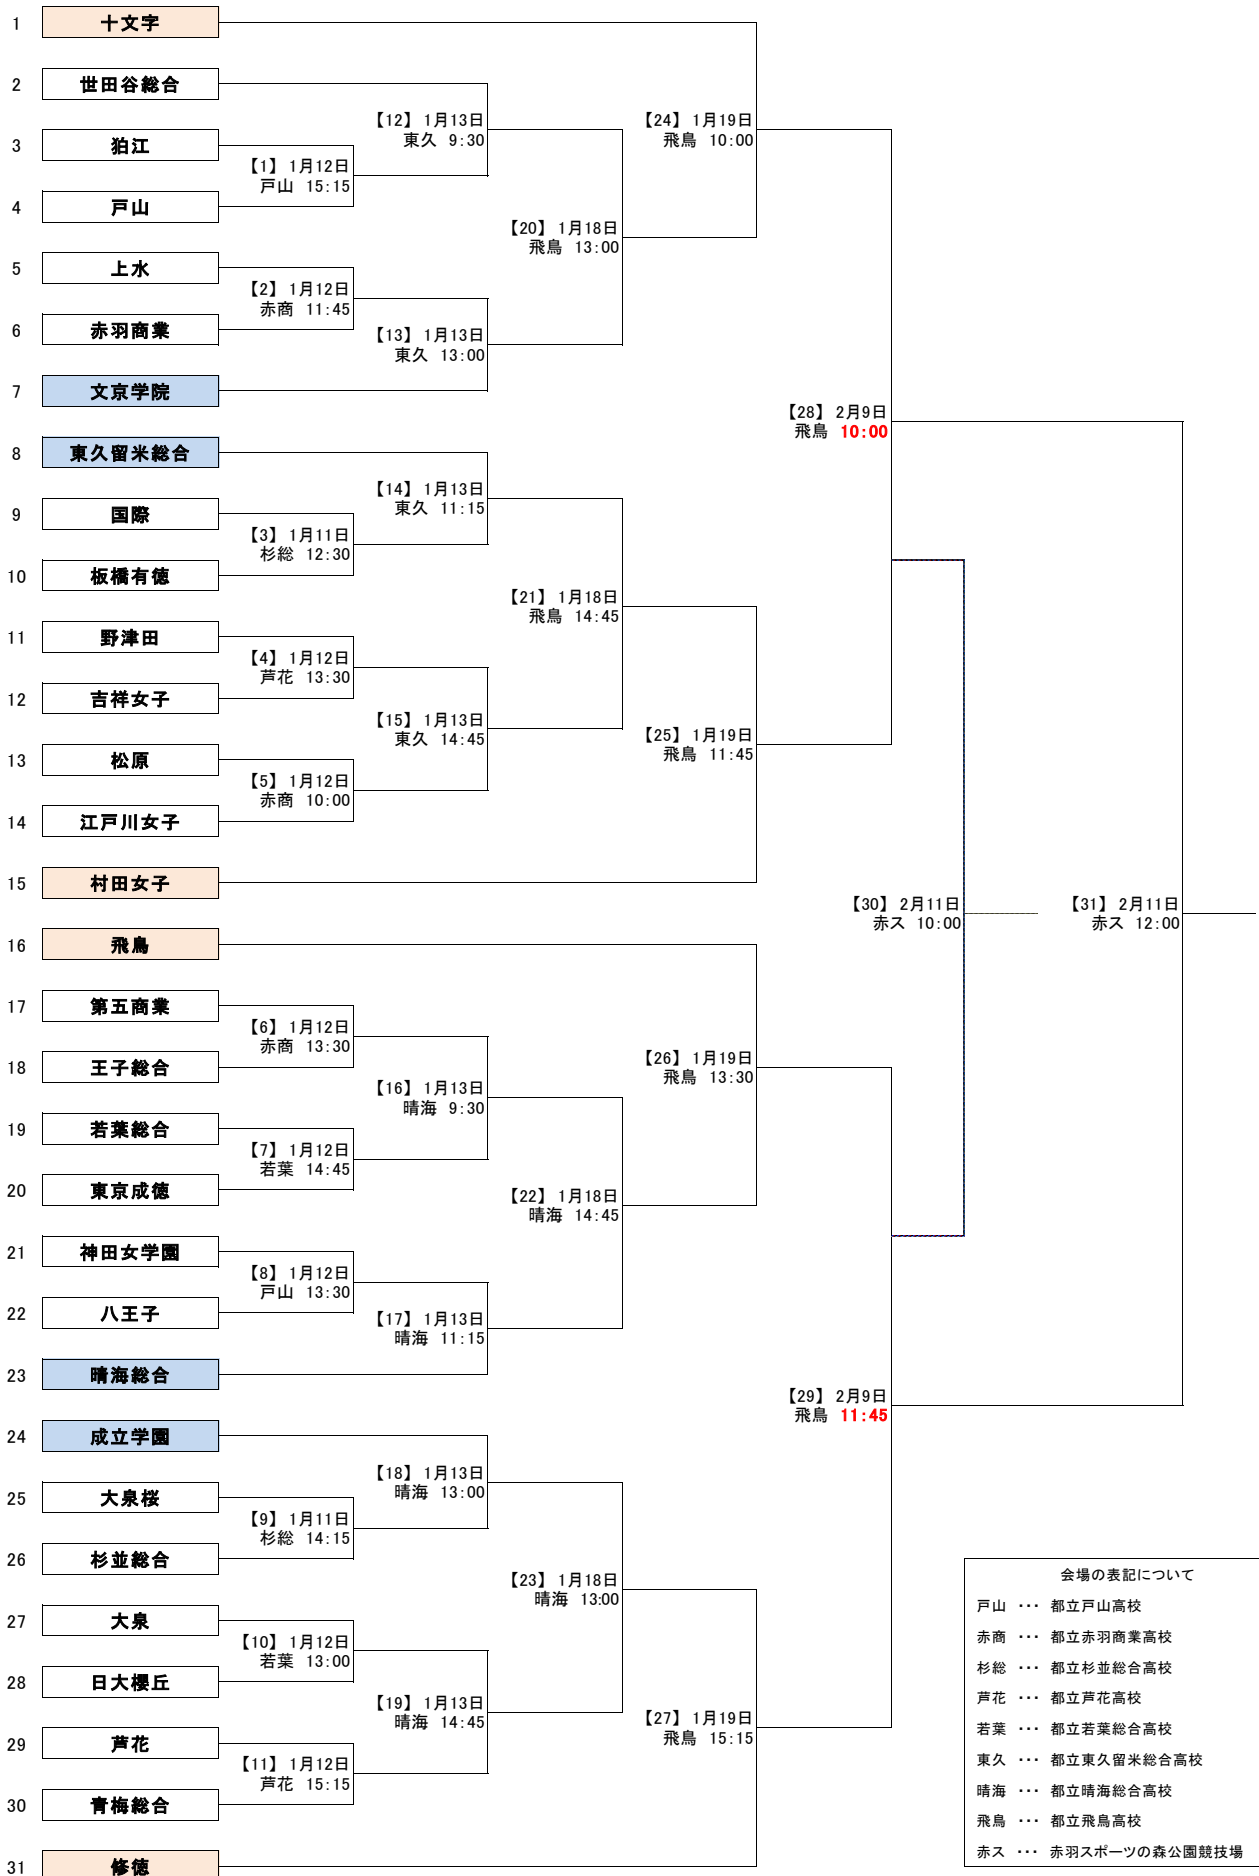 1 十文字
2 世田谷総合
【12】 1月13日
東久 9:30
【24】 1月19日
飛鳥 10:00
3 狛江
【1】 1月12日
戸山 15:15
4 戸山
【20】 1月18日
飛鳥 13:00
5 上水
【2】 1月12日
赤商 11:45
6 赤羽商業
【13】 1月13日
東久 13:00
7 文京学院
【28】 2月9日
飛鳥 10:00
8 東久留米総合
【14】 1月13日
東久 11:15
9 国際
【3】 1月11日
杉総 12:30
10 板橋有徳
【21】 1月18日
飛鳥 14:45
11 野津田
【4】 1月12日
芦花 13:30
12 吉祥女子
【15】 1月13日
東久 14:45
【25】 1月19日
飛鳥 11:45
13 松原
【5】 1月12日
赤商 10:00
14 江戸川女子
15 村田女子
【30】 2月11日
赤ス 10:00
【31】 2月11日
赤ス 12:00
16 飛鳥
17 第五商業
【6】 1月12日
赤商 13:30
18 王子総合
【16】 1月13日
晴海 9:30
【26】 1月19日
飛鳥 13:30
19 若葉総合
【7】 1月12日
若葉 14:45
20 東京成徳
【22】 1月18日
晴海 14:45
21 神田女学園
【8】 1月12日
戸山 13:30
22 八王子
【17】 1月13日
晴海 11:15
23 晴海総合
【29】 2月9日
飛鳥 11:45
24 成立学園
【18】 1月13日
晴海 13:00
25 大泉桜
【9】 1月11日
杉総 14:15
26 杉並総合
【23】 1月18日
晴海 13:00
27 大泉
【10】 1月12日
若葉 13:00
28 日大櫻丘
【19】 1月13日
晴海 14:45
【27】 1月19日
飛鳥 15:15
29 芦花
【11】 1月12日
芦花 15:15
30 青梅総合
31 修徳
会場の表記について
戸山 ・・・ 都立戸山高校
赤商 ・・・ 都立赤羽商業高校
杉総 ・・・ 都立杉並総合高校
芦花 ・・・ 都立芦花高校
若葉 ・・・ 都立若葉総合高校
東久 ・・・ 都立東久留米総合高校
晴海 ・・・ 都立晴海総合高校
飛鳥 ・・・ 都立飛鳥高校
赤ス ・・・ 赤羽スポーツの森公園競技場